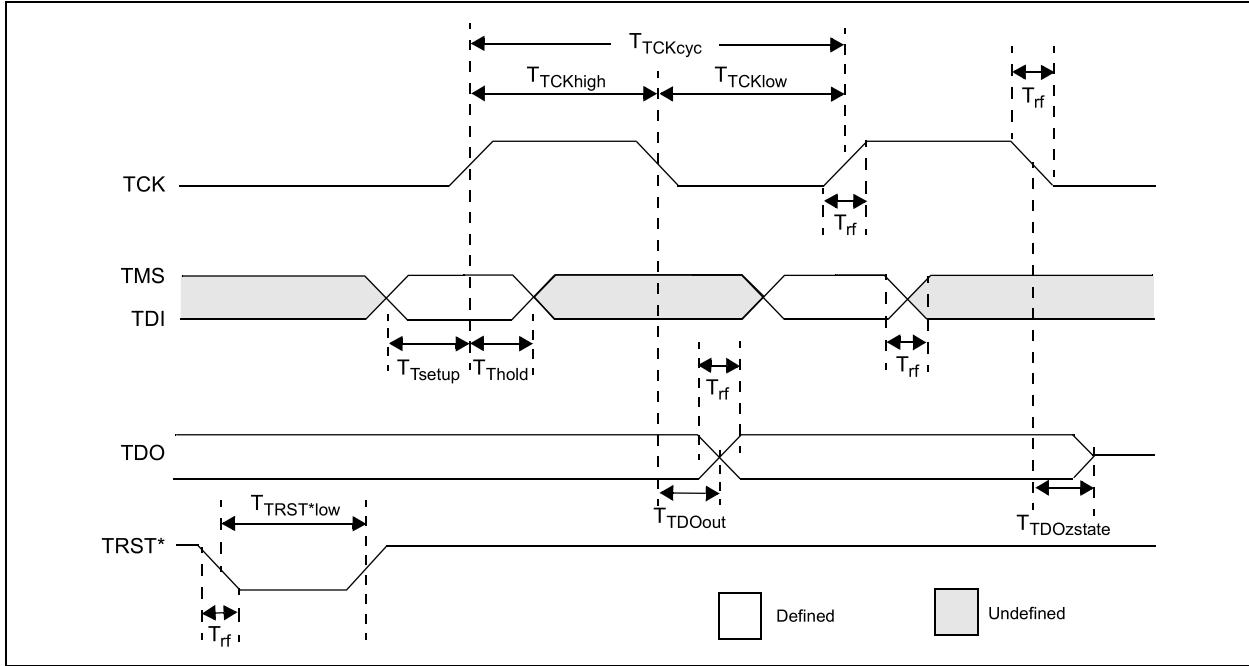 TTCKcyc
TTCKhigh
TTCKlow
Trf
TCK
Trf
TMS
TDI
TTsetup
TThold
Trf
Trf
TDO
TTDOout
TTDOzstate
TTRST*low
TRST*
Trf
Defined
Undefined